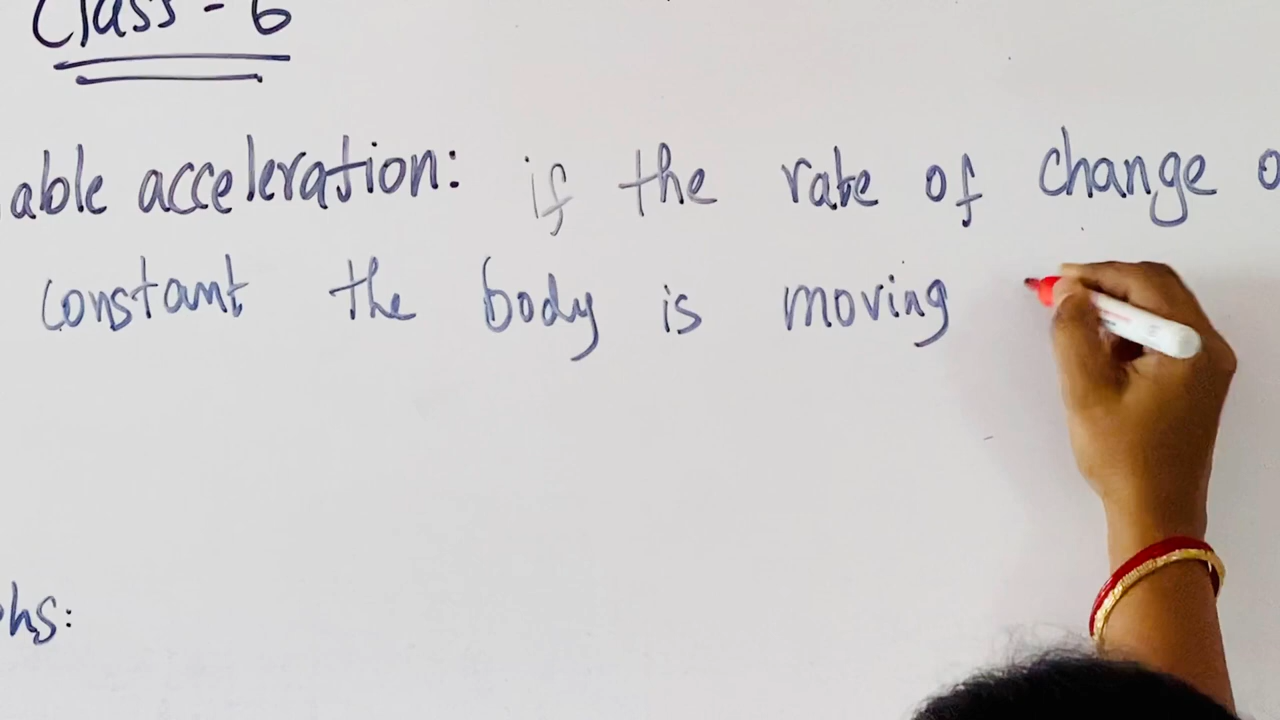 Class - 6
able acceleration: if the rate of change o
constant the body is moving
hs: